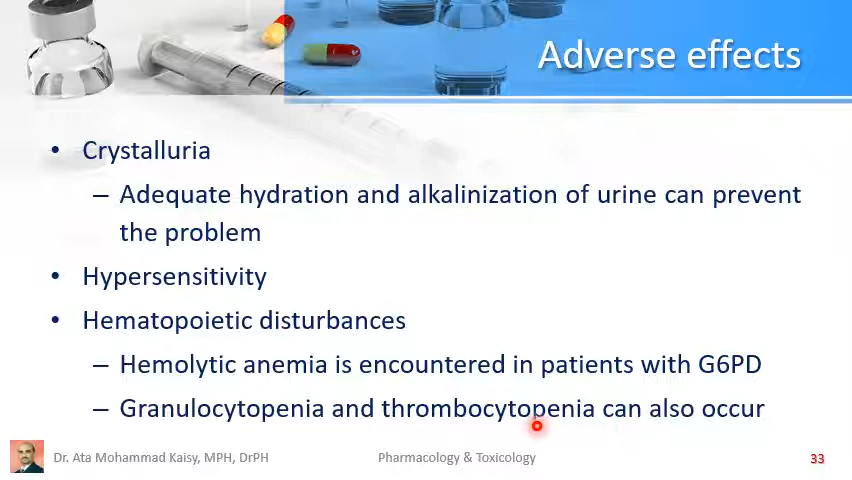 Adverse effects
• Crystalluria
– Adequate hydration and alkalinization of urine can prevent
the problem
• Hypersensitivity
• Hematopoietic disturbances
– Hemolytic anemia is encountered in patients with G6PD
– Granulocytopenia and thrombocytopenia can also occur
Dr. Ata Mohammad Kaisy, MPH, DrPH
Pharmacology & Toxicology
33